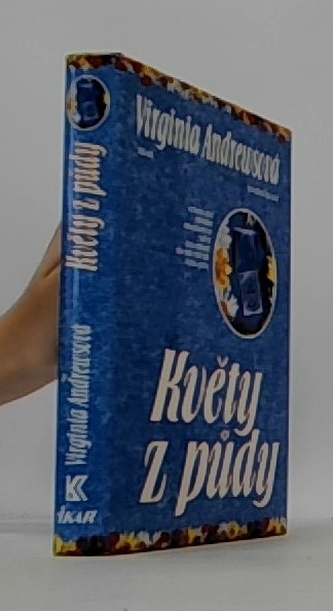 Virginia Andrewsová
Květy
z půdy
Květy z půdy
Virginia Andrewsová
K
IKAR